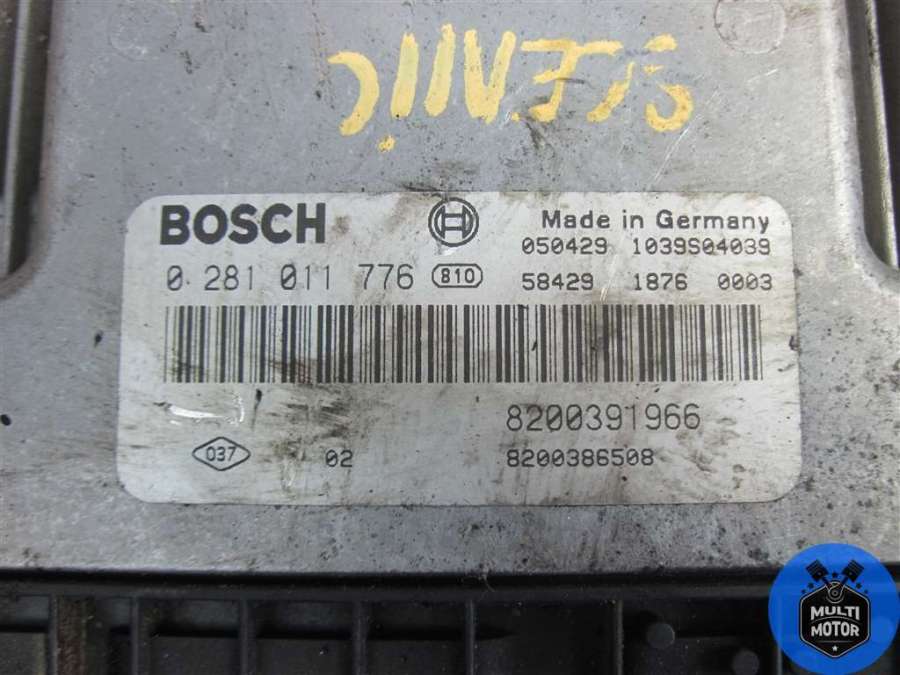 BOSCH
Made in Germany
050429 1039S04039
0 281 011 776 810
58429 1876 0003
8200391966
037 02 8200386508
MULTI
MOTOR